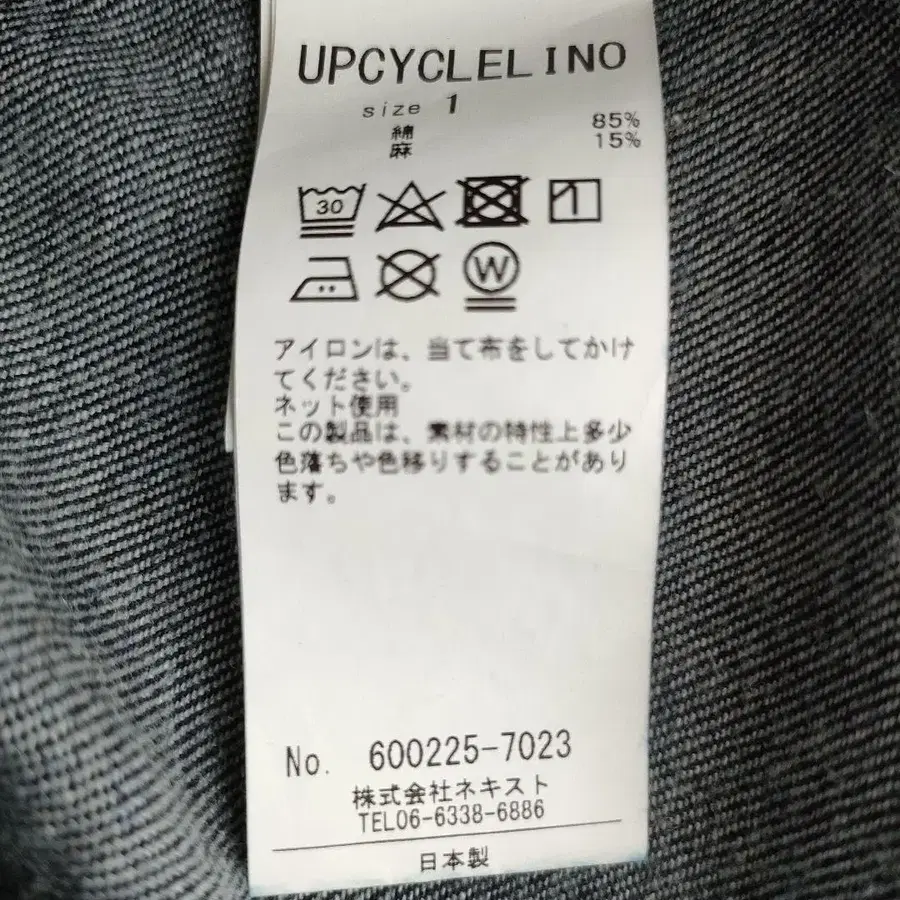 UPCYCLELINO
size 1
綿 85%
麻 15%
30
W
アイロンは、当て布をしてかけ
てください。
ネット使用
この製品は、素材の特性上多少
色落ちや色移りすることがあり
ます。
No. 600225-7023
株式会社ネキスト
TEL06-6338-6886
日本製